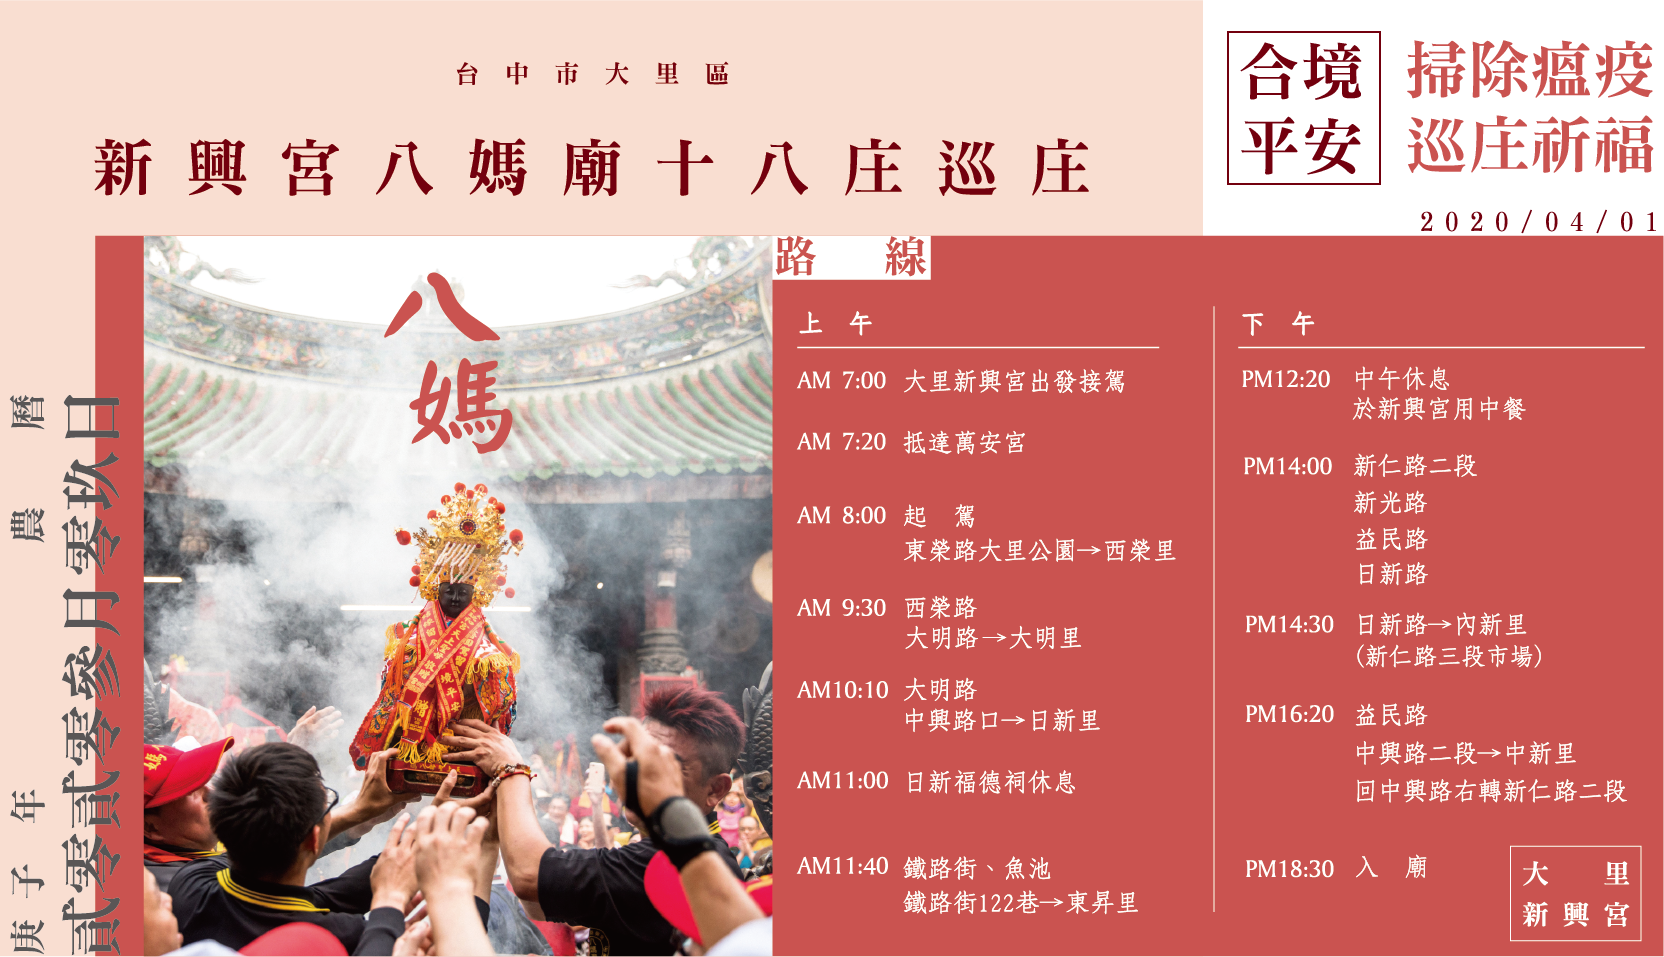 台中市大里區
新興宮八媽廟十八庄巡庄
合境
平安
掃除瘟疫
巡庄祈福
2020/04/01
庚子年 農曆
貳零貳零參月零玖日
八
媽
路線
上午
AM 7:00 大里新興宮出發接駕
AM 7:20 抵達萬安宮
AM 8:00 起 駕
東榮路大里公園→西榮里
AM 9:30 西榮路
大明路→大明里
AM10:10 大明路
中興路口→日新里
AM11:00 日新福德祠休息
AM11:40 鐵路街、魚池
鐵路街122巷→東昇里
下午
PM12:20 中午休息
於新興宮用中餐
PM14:00 新仁路二段
新光路
益民路
日新路
PM14:30 日新路→內新里
(新仁路三段市場)
PM16:20 益民路
中興路二段→中新里
回中興路右轉新仁路二段
PM18:30 入 廟
大里
新興宮